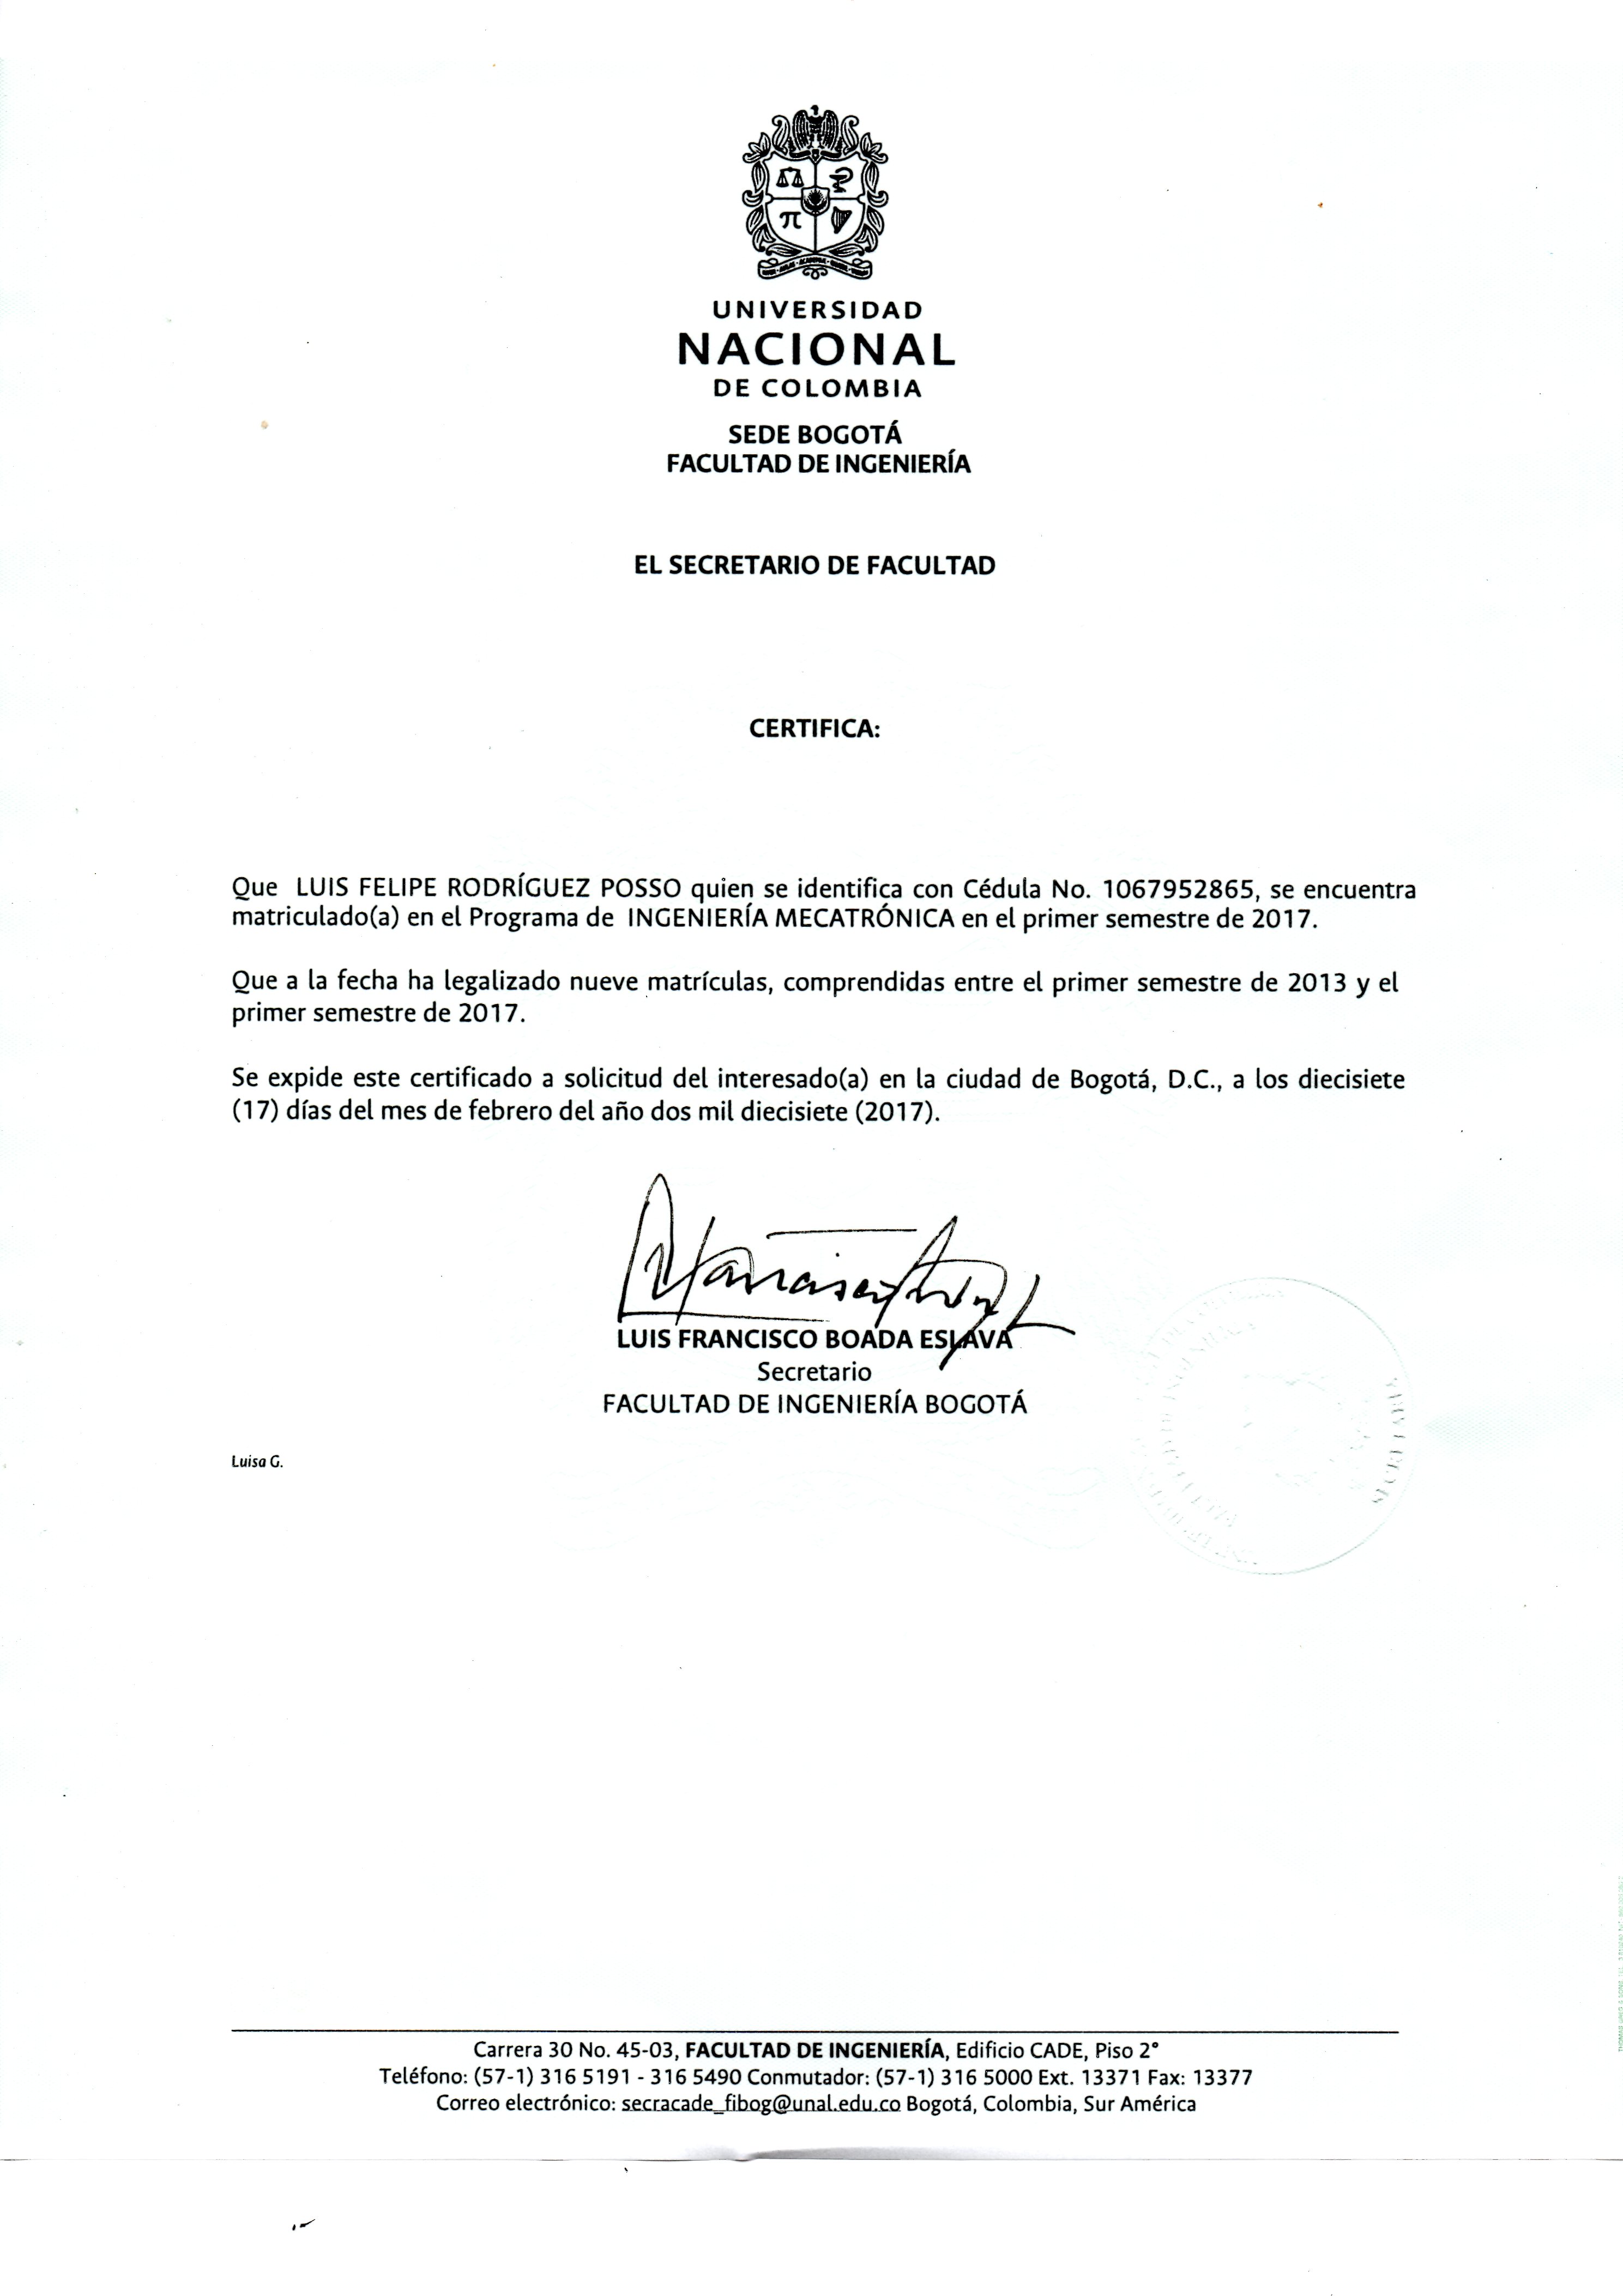 UNIVERSIDAD
NACIONAL
DE COLOMBIA
SEDE BOGOTÁ
FACULTAD DE INGENIERÍA
EL SECRETARIO DE FACULTAD
CERTIFICA:
Que LUIS FELIPE RODRÍGUEZ POSSO quien se identifica con Cédula No. 1067952865, se encuentra
matriculado(a) en el Programa de INGENIERÍA MECATRÓNICA en el primer semestre de 2017.
Que a la fecha ha legalizado nueve matrículas, comprendidas entre el primer semestre de 2013 y el
primer semestre de 2017.
Se expide este certificado a solicitud del interesado(a) en la ciudad de Bogotá, D.C., a los diecisiete
(17) días del mes de febrero del año dos mil diecisiete (2017).
LUIS FRANCISCO BOADA ESLAVA
Secretario
FACULTAD DE INGENIERÍA BOGOTÁ
Luisa G.
Carrera 30 No. 45-03, FACULTAD DE INGENIERÍA, Edificio CADE, Piso 2°
Teléfono: (57-1) 316 5191 - 316 5490 Conmutador: (57-1) 316 5000 Ext. 13371 Fax: 13377
Correo electrónico: secracade_fibog@unal.edu.co Bogotá, Colombia, Sur América